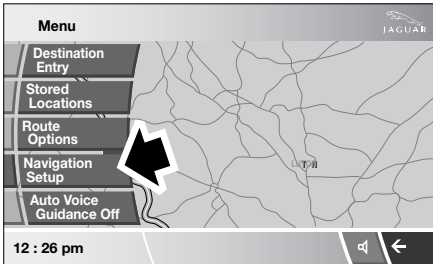 Menu
JAGUAR
Destination
Entry
Stored
Locations
Route
Options
Navigation
Setup
Auto Voice
Guidance Off
12 : 26 pm